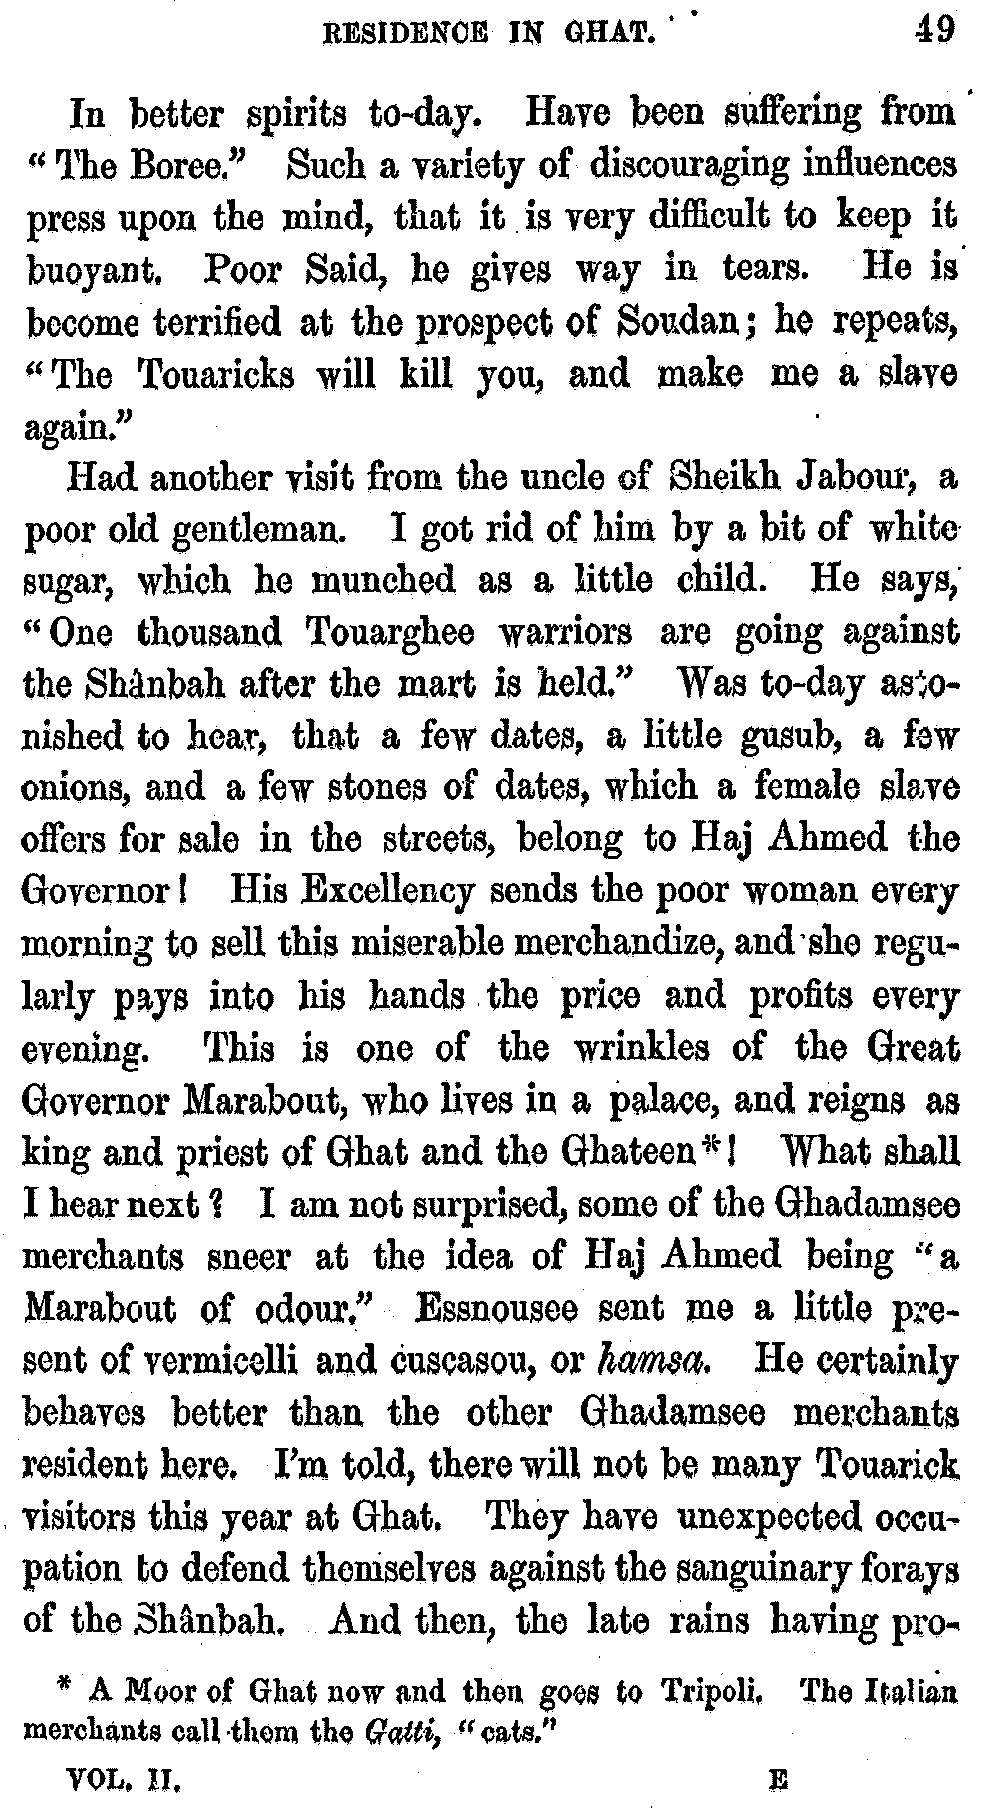 RESIDENCE IN GHAT. 49
In better spirits to-day. Have been suffering from
“The Boree.” Such a variety of discouraging influences
press upon the mind, that it is very difficult to keep it
buoyant. Poor Said, he gives way in tears. He is
become terrified at the prospect of Soudan; he repeats,
“The Touaricks will kill you, and make me a slave
again.”
Had another visit from the uncle of Sheikh Jabour, a
poor old gentleman. I got rid of him by a bit of white
sugar, which he munched as a little child. He says,
“One thousand Touarghee warriors are going against
the Shânbah after the mart is held.” Was to-day asto-
nished to hear, that a few dates, a little gusub, a few
onions, and a few stones of dates, which a female slave
offers for sale in the streets, belong to Haj Ahmed the
Governor! His Excellency sends the poor woman every
morning to sell this miserable merchandize, and she regu-
larly pays into his hands the price and profits every
evening. This is one of the wrinkles of the Great
Governor Marabout, who lives in a palace, and reigns as
king and priest of Ghat and the Ghateen*! What shall
I hear next? I am not surprised, some of the Ghadamsee
merchants sneer at the idea of Haj Ahmed being “a
Marabout of odour.” Essnousee sent me a little pre-
sent of vermicelli and cuscasou, or hamsa. He certainly
behaves better than the other Ghadamsee merchants
resident here. I'm told, there will not be many Touarick
visitors this year at Ghat. They have unexpected occu-
pation to defend themselves against the sanguinary forays
of the Shânbah. And then, the late rains having pro-
* A Moor of Ghat now and then goes to Tripoli. The Italian
merchants call them the Gatti, “cats.”
VOL. II. E